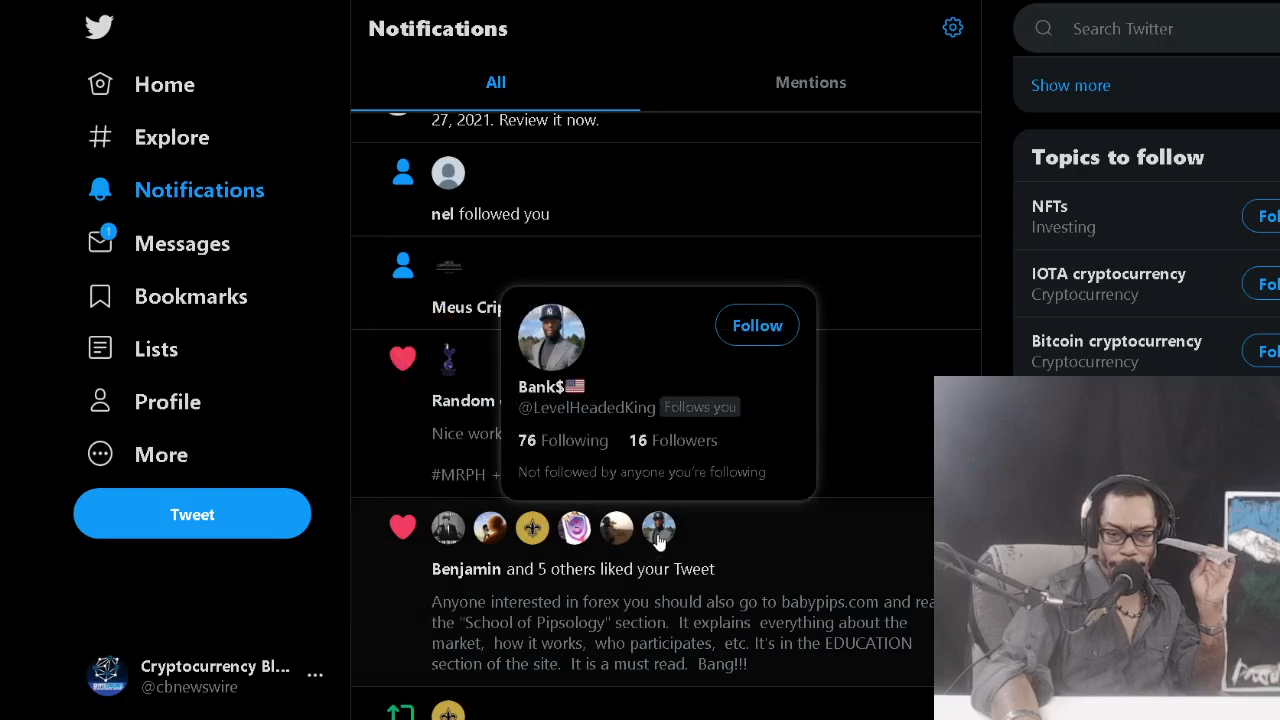 Home
Explore
Notifications
1
Messages
Bookmarks
Lists
Profile
More
Tweet
Cryptocurrency Bl...
@cbnewswire
Notifications
All
Mentions
27, 2021. Review it now.
nel followed you
Meus Crip
Random
Nice work
#MRPH +
Bank$🇺🇸
@LevelHeadedKing Follows you
76 Following 16 Followers
Not followed by anyone you're following
Follow
Benjamin and 5 others liked your Tweet
Anyone interested in forex you should also go to babypips.com and rea
the "School of Pipsology" section. It explains everything about the
market, how it works, who participates, etc. It's in the EDUCATION
section of the site. It is a must read. Bang!!!
Search Twitter
Show more
Topics to follow
NFTs
Investing
Fol
IOTA cryptocurrency
Cryptocurrency
Fol
Bitcoin cryptocurrency
Cryptocurrency
Fol